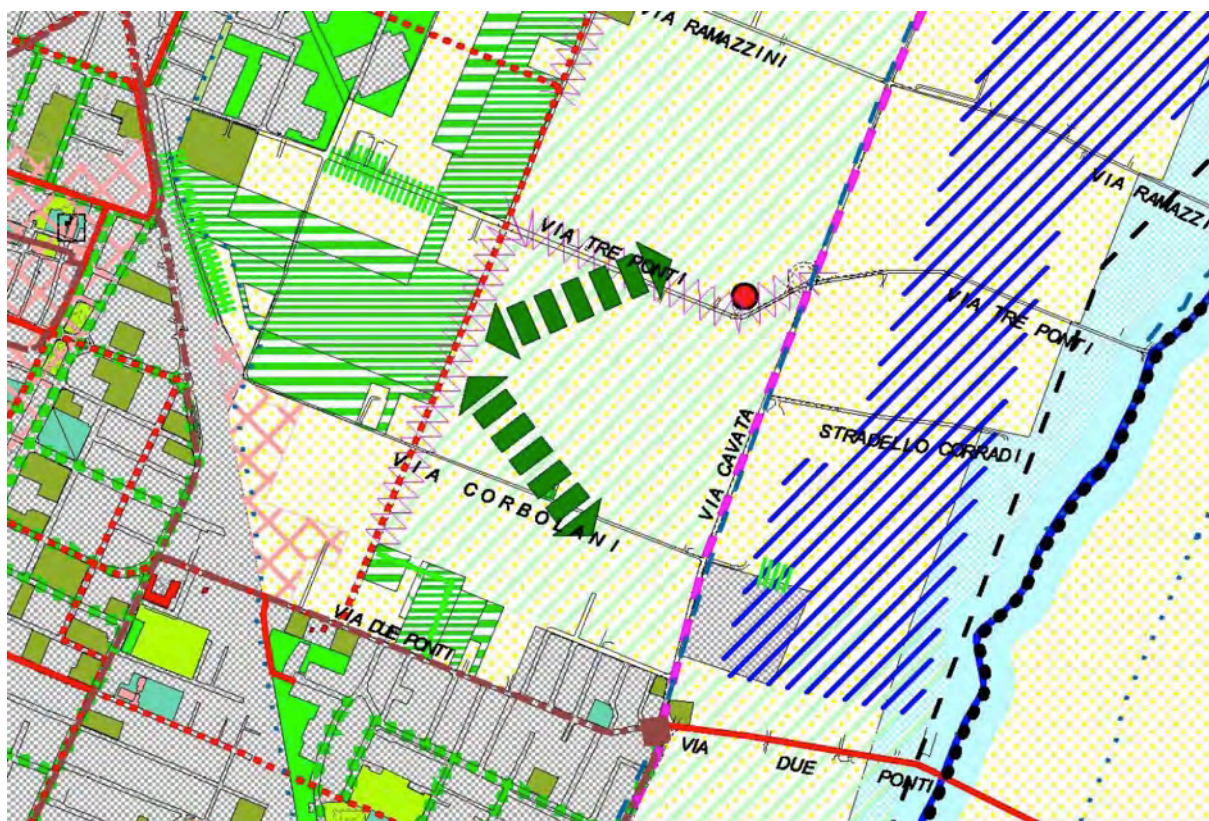 VIA RAMAZZINI
VIA RAMAZZI
VIA TRE PONTI
VIA TRE PONTI
STRADELLO CORRADI
VIA CAVATA
VIA CORBOLANI
VIA DUE PONTI
VIA DUE PONTI